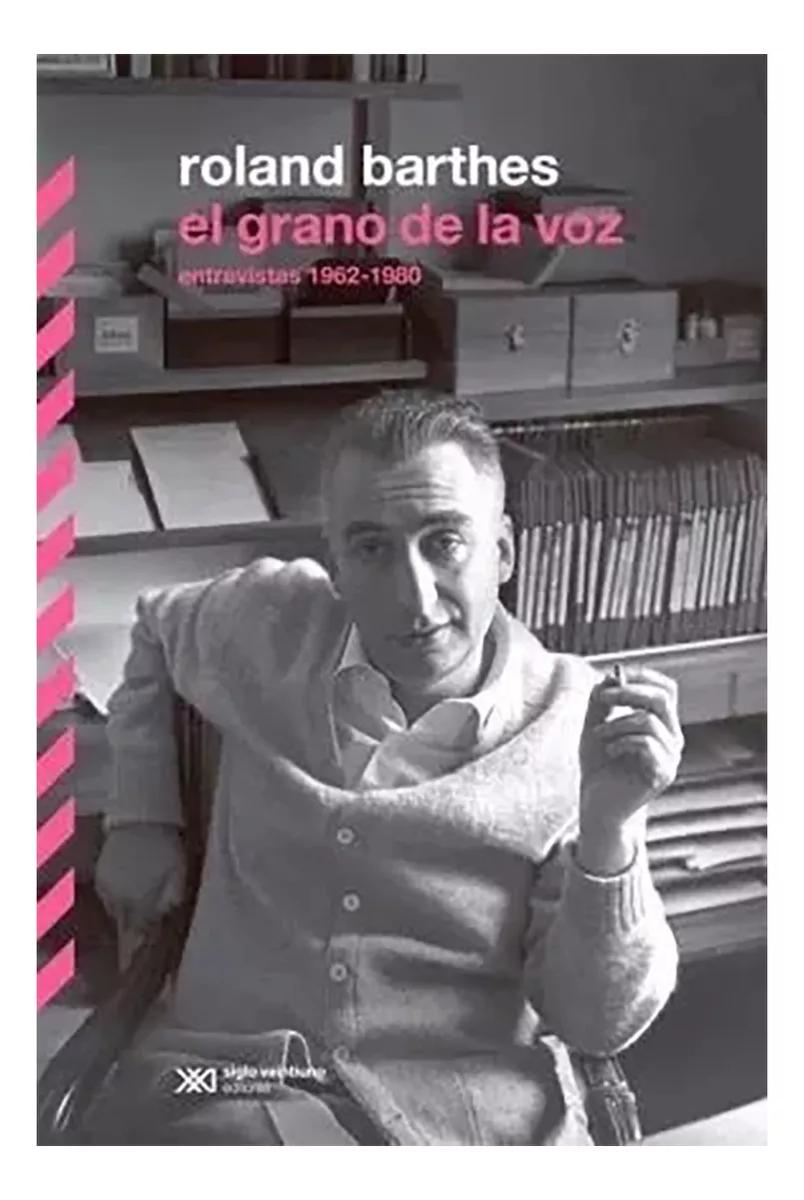 roland barthes
el grano de la voz
entrevistas 1962-1980
siglo veintiuno
editores